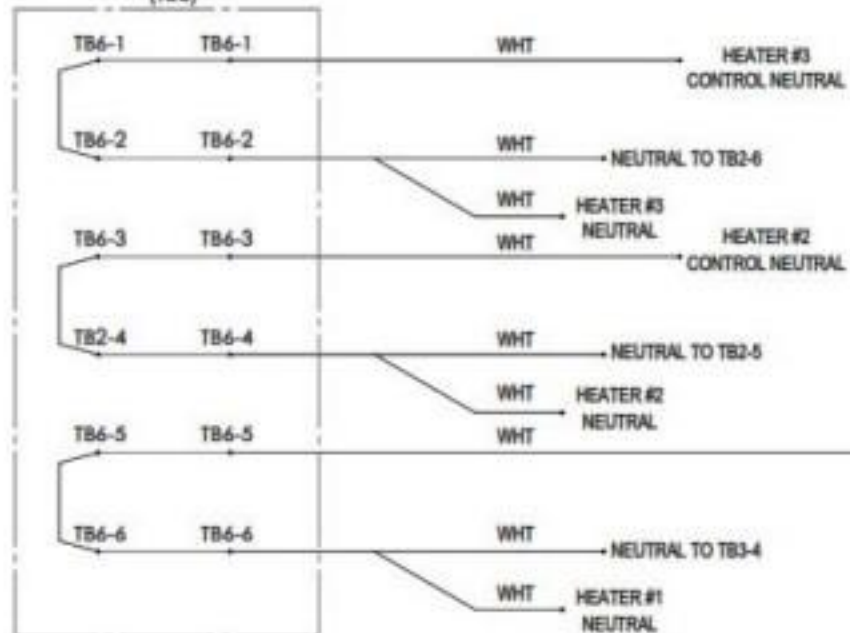 TB6-1 TB6-1 WHT HEATER #3
CONTROL NEUTRAL
TB6-2 TB6-2 WHT NEUTRAL TO TB2-6
WHT HEATER #3
NEUTRAL
TB6-3 TB6-3 WHT HEATER #2
CONTROL NEUTRAL
TB2-4 TB6-4 WHT NEUTRAL TO TB2-5
WHT HEATER #2
NEUTRAL
TB6-5 TB6-5 WHT
TB6-6 TB6-6 WHT NEUTRAL TO TB3-4
WHT HEATER #1
NEUTRAL